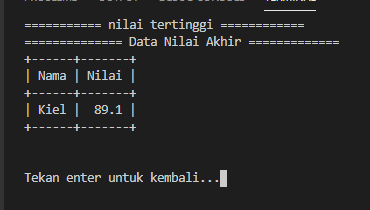 =========== nilai tertinggi ============
============== Data Nilai Akhir =============
+------+-------+
| Nama | Nilai |
+------+-------+
| Kiel |  89.1 |
+------+-------+
Tekan enter untuk kembali...